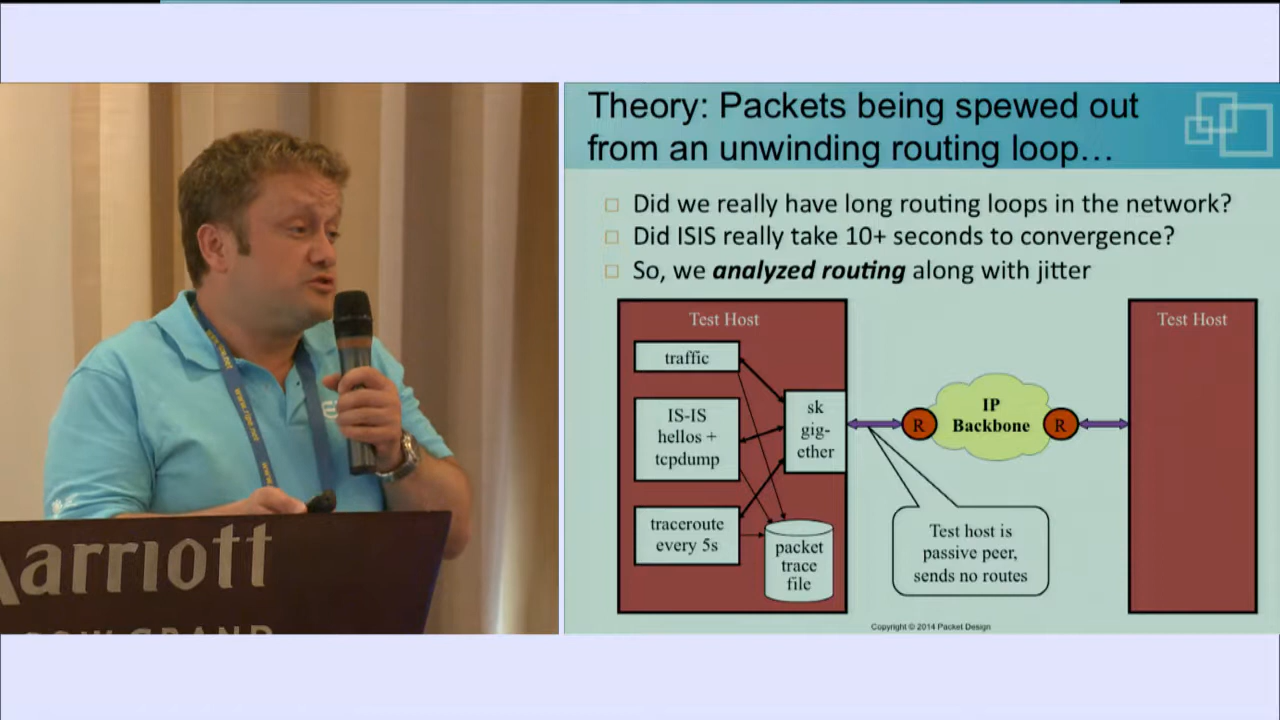 Theory: Packets being spewed out
from an unwinding routing loop…
Did we really have long routing loops in the network?
Did ISIS really take 10+ seconds to convergence?
So, we analyzed routing along with jitter
Test Host
traffic
IS-IS
hellos +
tcpdump
traceroute
every 5s
sk
gig-
ether
packet
trace
file
R
IP
Backbone
R
Test host is
passive peer,
sends no routes
Test Host
Copyright © 2014 Packet Design
arriott
GRAND